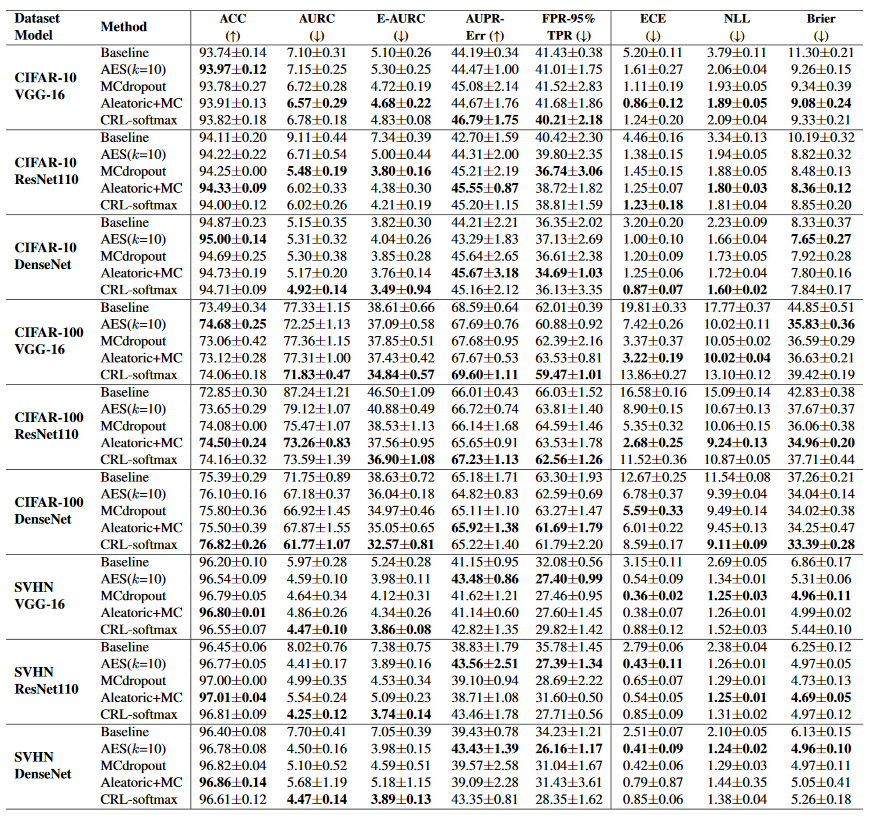 Dataset Model Method ACC (↑) AURC (↓) E-AURC (↓) AUPR-Err (↑) FPR-95% TPR (↓) ECE (↓) NLL (↓) Brier (↓)
CIFAR-10 VGG-16
Baseline 93.74±0.14 7.10±0.31 5.10±0.26 44.19±0.34 41.43±0.38 5.20±0.11 3.79±0.11 11.30±0.21
AES(k=10) 93.97±0.12 7.15±0.25 5.30±0.25 44.47±1.00 41.01±1.75 1.61±0.27 2.06±0.04 9.26±0.15
MCdropout 93.78±0.27 6.72±0.28 4.72±0.19 45.08±2.14 41.52±2.83 1.11±0.19 1.93±0.05 9.34±0.39
Aleatoric+MC 93.91±0.13 6.57±0.29 4.68±0.22 44.67±1.76 41.68±1.86 0.86±0.12 1.89±0.05 9.08±0.24
CRL-softmax 93.82±0.18 6.78±0.18 4.83±0.08 46.79±1.75 40.21±2.18 1.24±0.20 2.09±0.04 9.33±0.21
CIFAR-10 ResNet110
Baseline 94.11±0.20 9.11±0.44 7.34±0.39 42.70±1.59 40.42±2.30 4.46±0.16 3.34±0.13 10.19±0.32
AES(k=10) 94.22±0.22 6.71±0.54 5.00±0.44 44.31±2.00 39.80±2.35 1.38±0.15 1.94±0.05 8.82±0.32
MCdropout 94.25±0.00 5.48±0.19 3.80±0.16 45.21±2.19 36.74±3.06 1.45±0.15 1.88±0.05 8.48±0.13
Aleatoric+MC 94.33±0.09 6.02±0.33 4.38±0.30 45.55±0.87 38.72±1.82 1.25±0.07 1.80±0.03 8.36±0.12
CRL-softmax 94.00±0.12 6.02±0.26 4.21±0.19 45.20±1.15 38.81±1.59 1.23±0.18 1.81±0.04 8.85±0.20
CIFAR-10 DenseNet
Baseline 94.87±0.23 5.15±0.35 3.82±0.30 44.21±2.21 36.35±2.02 3.20±0.20 2.23±0.09 8.33±0.37
AES(k=10) 95.00±0.14 5.31±0.32 4.04±0.26 43.29±1.83 37.13±2.69 1.00±0.10 1.66±0.04 7.65±0.27
MCdropout 94.69±0.25 5.30±0.38 3.85±0.28 45.64±2.65 36.61±2.38 1.20±0.09 1.73±0.05 7.92±0.28
Aleatoric+MC 94.73±0.19 5.17±0.20 3.76±0.14 45.67±3.18 34.69±1.03 1.25±0.06 1.72±0.04 7.80±0.16
CRL-softmax 94.71±0.09 4.92±0.14 3.49±0.94 45.16±2.12 36.13±3.35 0.87±0.07 1.60±0.02 7.84±0.17
CIFAR-100 VGG-16
Baseline 73.49±0.34 77.33±1.15 38.61±0.66 68.59±0.64 62.01±0.39 19.81±0.33 17.77±0.37 44.85±0.51
AES(k=10) 74.68±0.25 72.25±1.13 37.09±0.58 67.69±0.76 60.88±0.92 7.42±0.26 10.02±0.11 35.83±0.36
MCdropout 73.06±0.42 77.36±1.15 37.85±0.51 67.68±0.95 62.39±2.16 3.37±0.37 10.05±0.02 36.59±0.29
Aleatoric+MC 73.12±0.28 77.31±1.00 37.43±0.42 67.67±0.53 63.53±0.81 3.22±0.19 10.02±0.04 36.63±0.21
CRL-softmax 74.06±0.18 71.83±0.47 34.84±0.57 69.60±1.11 59.47±1.01 13.86±0.27 13.10±0.12 39.42±0.19
CIFAR-100 ResNet110
Baseline 72.85±0.30 87.24±1.21 46.50±1.09 66.01±0.43 66.03±1.52 16.58±0.16 15.09±0.14 42.83±0.38
AES(k=10) 73.65±0.29 79.12±1.07 40.88±0.49 66.72±0.74 63.81±1.40 8.90±0.15 10.67±0.13 37.67±0.37
MCdropout 74.08±0.00 75.47±1.07 38.53±1.13 66.14±1.68 64.59±1.46 5.35±0.32 10.06±0.15 36.06±0.38
Aleatoric+MC 74.50±0.24 73.26±0.83 37.56±0.95 65.65±0.91 63.53±1.78 2.68±0.25 9.24±0.13 34.96±0.20
CRL-softmax 74.16±0.32 73.59±1.39 36.90±1.08 67.23±1.13 62.56±1.26 11.52±0.36 10.87±0.05 37.71±0.44
CIFAR-100 DenseNet
Baseline 75.39±0.29 71.75±0.89 38.63±0.72 65.18±1.71 63.30±1.93 12.67±0.25 11.54±0.08 37.26±0.21
AES(k=10) 76.10±0.16 67.18±0.37 36.04±0.18 64.82±0.83 62.59±0.69 6.78±0.37 9.39±0.04 34.04±0.14
MCdropout 75.80±0.36 66.92±1.45 34.97±0.46 65.11±1.10 63.27±1.47 5.59±0.33 9.49±0.14 34.02±0.38
Aleatoric+MC 75.50±0.39 67.87±1.55 35.05±0.65 65.92±1.38 61.69±1.79 6.01±0.22 9.45±0.13 34.25±0.47
CRL-softmax 76.82±0.26 61.77±1.07 32.57±0.81 65.22±1.40 61.79±2.20 8.59±0.17 9.11±0.09 33.39±0.28
SVHN VGG-16
Baseline 96.20±0.10 5.97±0.28 5.24±0.28 41.15±0.95 32.08±0.56 3.15±0.11 2.69±0.05 6.86±0.17
AES(k=10) 96.54±0.09 4.59±0.10 3.98±0.11 43.48±0.86 27.40±0.99 0.54±0.09 1.34±0.01 5.31±0.06
MCdropout 96.79±0.05 4.64±0.34 4.12±0.31 41.62±1.21 27.46±0.95 0.36±0.02 1.25±0.03 4.96±0.11
Aleatoric+MC 96.80±0.01 4.86±0.26 4.34±0.26 41.14±0.60 27.60±1.45 0.38±0.07 1.26±0.01 4.99±0.02
CRL-softmax 96.55±0.07 4.47±0.10 3.86±0.08 42.82±1.35 29.82±1.42 0.88±0.12 1.52±0.03 5.44±0.10
SVHN ResNet110
Baseline 96.45±0.06 8.02±0.76 7.38±0.75 38.83±1.79 35.78±1.45 2.79±0.06 2.38±0.04 6.25±0.12
AES(k=10) 96.77±0.05 4.41±0.17 3.89±0.16 43.56±2.51 27.39±1.34 0.43±0.11 1.26±0.01 4.97±0.05
MCdropout 97.00±0.00 4.99±0.35 4.53±0.34 39.10±0.94 28.69±2.22 0.65±0.07 1.29±0.01 4.73±0.13
Aleatoric+MC 97.01±0.04 5.54±0.24 5.09±0.23 38.71±1.08 31.60±0.50 0.54±0.05 1.25±0.01 4.69±0.05
CRL-softmax 96.81±0.09 4.25±0.12 3.74±0.14 43.46±1.78 27.71±0.56 0.85±0.09 1.31±0.02 4.97±0.12
SVHN DenseNet
Baseline 96.40±0.08 7.70±0.41 7.05±0.39 39.43±0.78 34.23±1.21 2.51±0.07 2.10±0.05 6.13±0.15
AES(k=10) 96.78±0.08 4.50±0.16 3.98±0.15 43.43±1.39 26.16±1.17 0.41±0.09 1.24±0.02 4.96±0.10
MCdropout 96.82±0.04 5.10±0.52 4.59±0.51 39.57±2.58 31.04±1.67 0.42±0.06 1.29±0.03 4.97±0.11
Aleatoric+MC 96.86±0.14 5.68±1.19 5.18±1.15 39.09±2.28 31.43±3.61 0.79±0.87 1.44±0.35 5.05±0.41
CRL-softmax 96.61±0.12 4.47±0.14 3.89±0.13 43.35±0.81 28.35±1.62 0.85±0.06 1.38±0.04 5.26±0.18